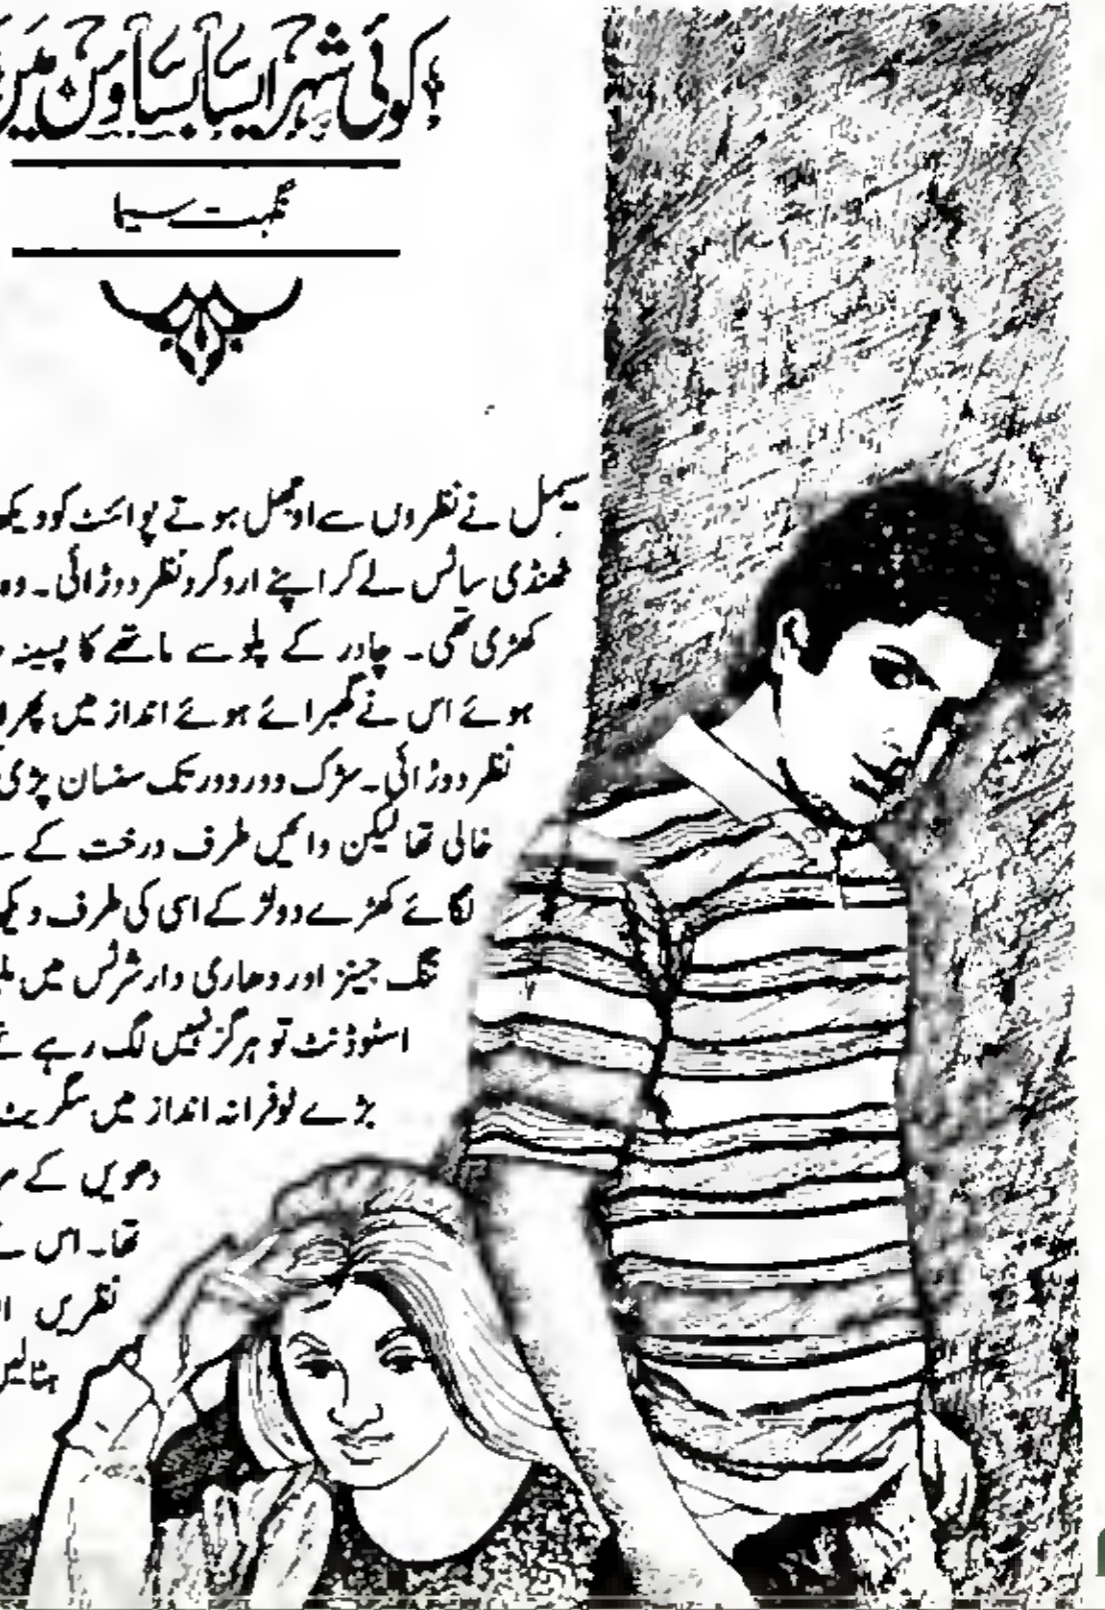 کوئی شہر ایسا بساؤں میں
نگہت سیما
سیمل نے نظروں سے اوجھل ہوتے پوائنٹ کو دیکھ
ٹھنڈی سانس لے کر اپنے اردگرد نظر دوڑائی۔ وہ
کھڑی تھی۔ چادر کے پلو سے ماتھے کا پسینہ
ہوئے اس نے گھبرائے ہوئے انداز میں پھر
نظر دوڑائی۔ سڑک دور دور تک سنسان پڑی
خالی تھا لیکن دائیں طرف درخت کے
لگائے کھڑے دو لڑکے اسی کی طرف دیکھ
تنگ جینز اور دھاری دار شرٹس میں
اسٹوڈنٹ تو ہرگز نہیں لگ رہے
بڑے لوفرانہ انداز میں سگریٹ
دھویں کے مر
تھا۔ اس
نظریں
ہٹالیں